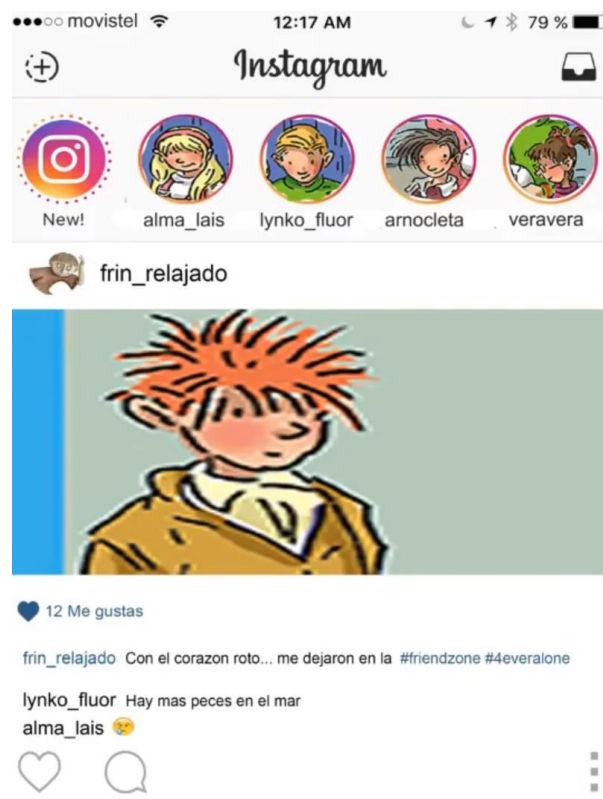 movistel 12:17 AM 79 %
Instagram
New! alma_lais lynko_fluor arnocleta veravera
frin_relajado
12 Me gustas
frin_relajado Con el corazon roto... me dejaron en la #friendzone #4everalone
lynko_fluor Hay mas peces en el mar
alma_lais